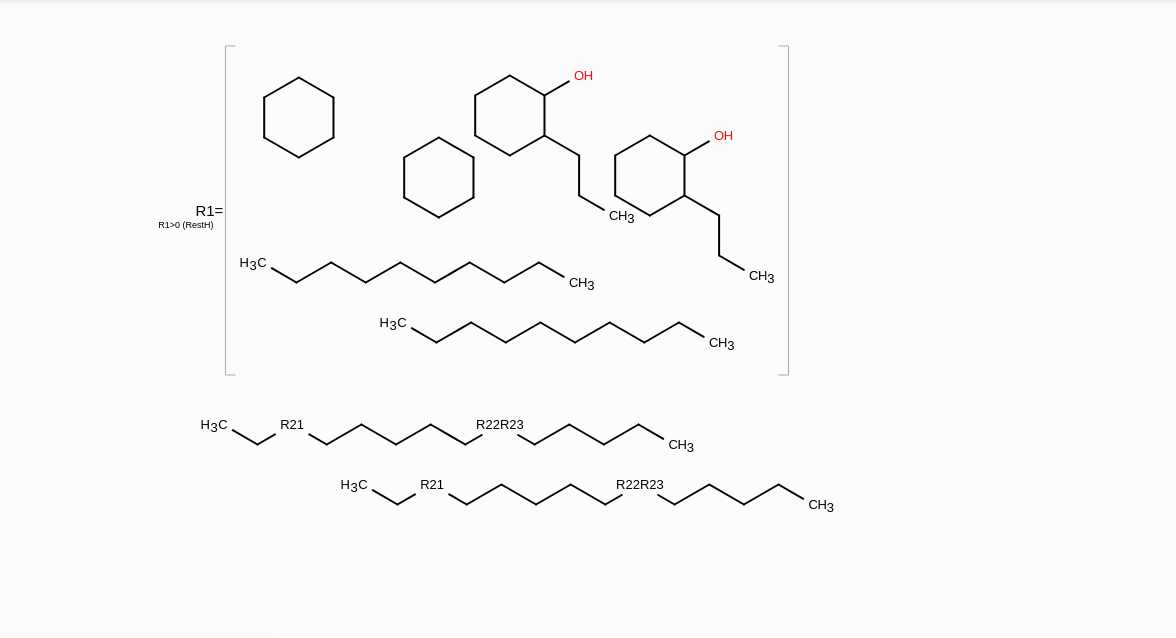 OH
OH
R1=
CH3
R1>0 (RestH)
H3C
CH3
CH3
H3C
CH3
H3C R21 R22R23 CH3
H3C R21 R22R23 CH3